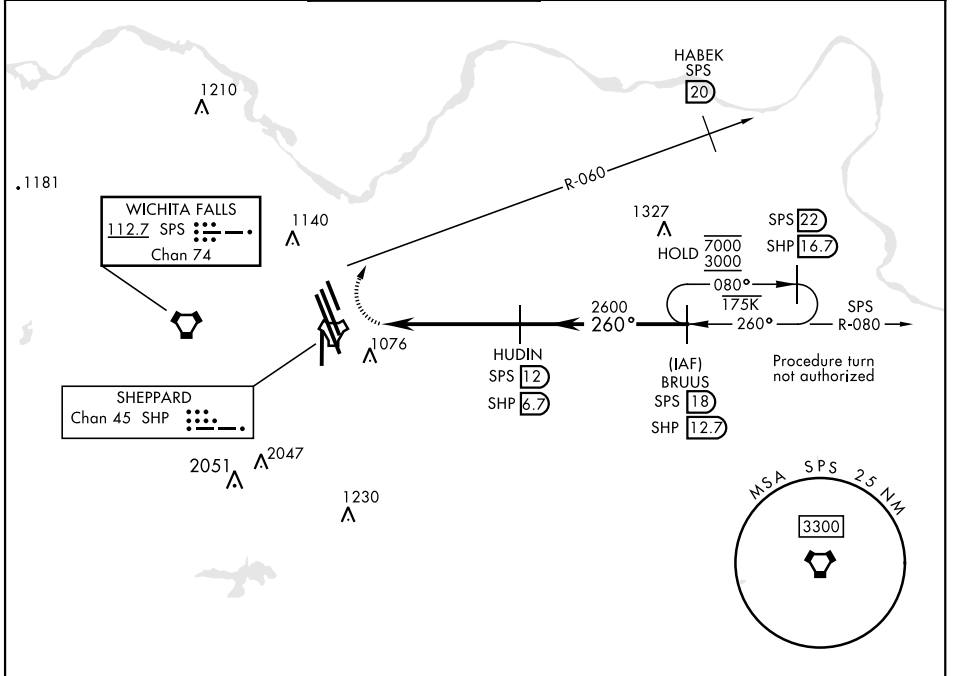 HABEK
SPS
20
1210
R-060
.1181
WICHITA FALLS
112.7 SPS
Chan 74
1140
1327
SPS 22
SHP 16.7
HOLD 7000
3000
080°
175K
260°
SPS
R-080
2600
260°
1076
HUDIN
SPS 12
SHP 6.7
(IAF)
BRUUS
SPS 18
SHP 12.7
Procedure turn
not authorized
SHEPPARD
Chan 45 SHP
2051
2047
1230
MSA SPS 25 NM
3300